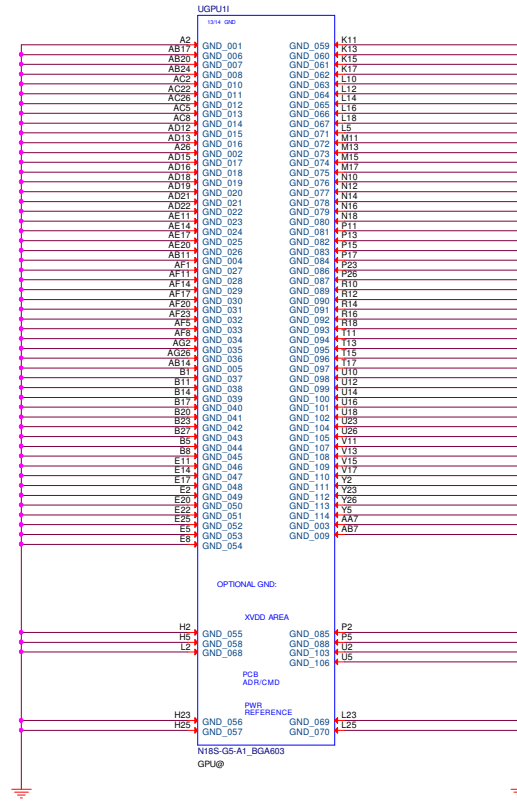 UGPU1I
13/14 GND
A2 GND_001 GND_059 K11
AB17 GND_006 GND_060 K13
AB20 GND_007 GND_061 K15
AB24 GND_008 GND_062 K17
AC2 GND_010 GND_063 L10
AC22 GND_011 GND_064 L12
AC26 GND_012 GND_065 L14
AC5 GND_013 GND_066 L16
AC8 GND_014 GND_067 L18
AD12 GND_015 GND_071 L5
AD13 GND_016 GND_072 M11
A26 GND_002 GND_073 M13
AD15 GND_017 GND_074 M15
AD16 GND_018 GND_075 M17
AD18 GND_019 GND_076 N10
AD19 GND_020 GND_077 N12
AD21 GND_021 GND_078 N14
AD22 GND_022 GND_079 N16
AE11 GND_023 GND_080 N18
AE14 GND_024 GND_081 P11
AE17 GND_025 GND_082 P13
AE20 GND_026 GND_083 P15
AB11 GND_004 GND_084 P17
AF1 GND_027 GND_086 P23
AF11 GND_028 GND_087 P26
AF14 GND_029 GND_089 R10
AF17 GND_030 GND_090 R12
AF20 GND_031 GND_091 R14
AF23 GND_032 GND_092 R16
AF5 GND_033 GND_093 R18
AF8 GND_034 GND_094 T11
AG2 GND_035 GND_095 T13
AG26 GND_036 GND_096 T15
AB14 GND_005 GND_097 T17
B1 GND_037 GND_098 U10
B11 GND_038 GND_099 U12
B14 GND_039 GND_100 U14
B17 GND_040 GND_101 U16
B20 GND_041 GND_102 U18
B23 GND_042 GND_104 U23
B27 GND_043 GND_105 U26
B5 GND_044 GND_107 V11
B8 GND_045 GND_108 V13
E11 GND_046 GND_109 V15
E14 GND_047 GND_110 V17
E17 GND_048 GND_111 Y2
E2 GND_049 GND_112 Y23
E20 GND_050 GND_113 Y26
E22 GND_051 GND_114 Y5
E25 GND_052 GND_003 AA7
E5 GND_053 GND_009 AB7
E8 GND_054
OPTIONAL GND:
XVDD AREA
H2 GND_055 GND_085 P2
H5 GND_058 GND_088 P5
L2 GND_068 GND_103 U2
GND_106 U5
PCB
ADR/CMD
PWR
REFERENCE
H23 GND_056 GND_069 L23
H25 GND_057 GND_070 L25
N18S-G5-A1_BGA603
GPU@